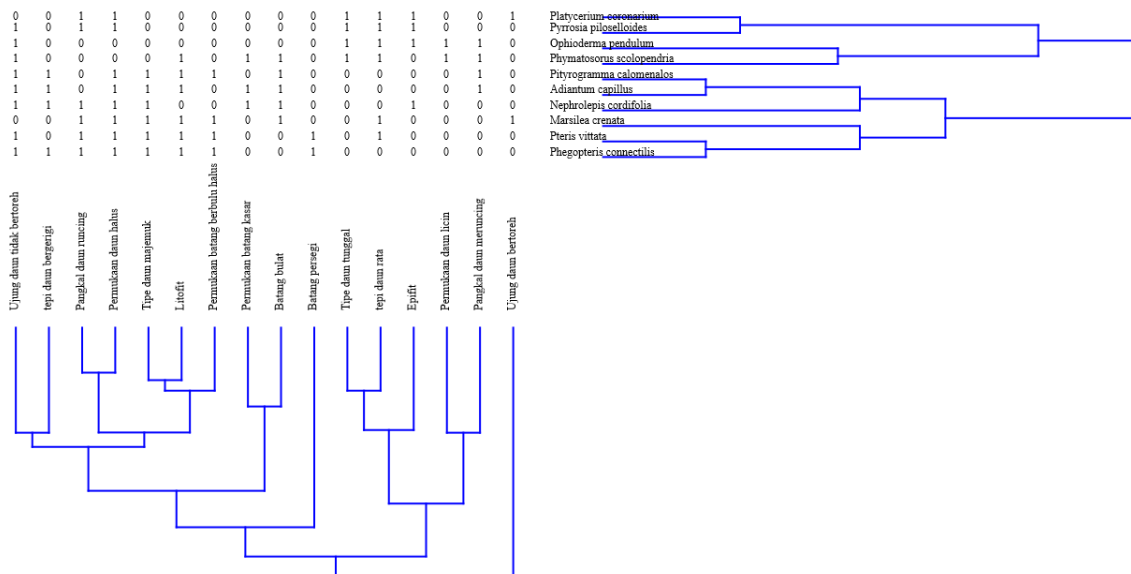 0 0 1 1 0 0 0 0 0 0 1 1 1 0 0 1 Platycerium coronarium
1 0 1 1 0 0 0 0 0 0 1 1 1 0 0 0 Pyrrosia piloselloides
1 0 0 0 0 0 0 0 0 0 1 1 1 1 1 0 Ophioderma pendulum
1 0 0 0 0 1 0 1 1 0 1 1 0 1 1 0 Phymatosorus scolopendria
1 1 0 1 1 1 1 0 1 0 0 0 0 0 1 0 Pityrogramma calomenalos
1 1 0 1 1 1 0 1 1 0 0 0 0 0 1 0 Adiantum capillus
1 1 1 1 1 0 0 1 1 0 0 0 1 0 0 0 Nephrolepis cordifolia
0 0 1 1 1 1 1 0 1 0 0 1 0 0 0 1 Marsilea crenata
1 0 1 1 1 1 1 0 0 1 0 1 0 0 0 0 Pteris vittata
1 1 1 1 1 1 1 0 0 1 0 0 0 0 0 0 Phegopteris connectilis
Ujung daun tidak bertoreh
tepi daun bergerigi
Pangkal daun runcing
Permukaan daun halus
Tipe daun majemuk
Litofit
Permukaan batang berbulu halus
Permukaan batang kasar
Batang bulat
Batang persegi
Tipe daun tunggal
tepi daun rata
Epifit
Permukaan daun licin
Pangkal daun meruncing
Ujung daun bertoreh